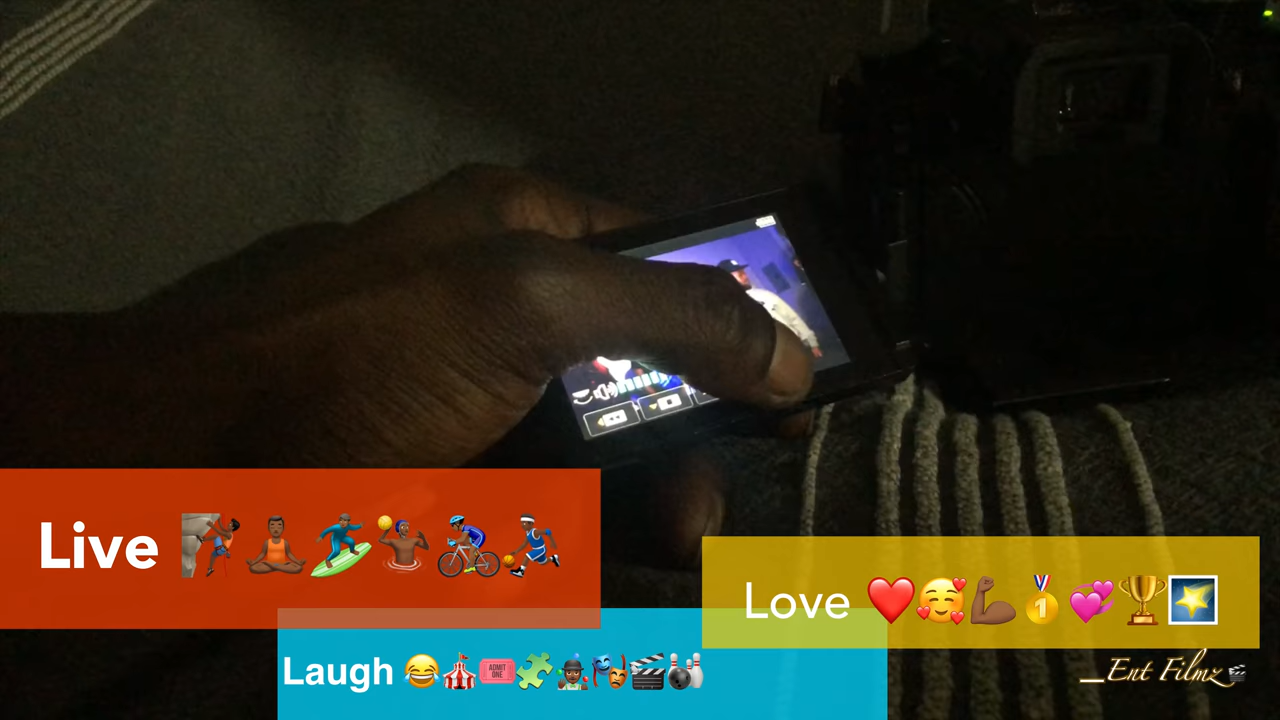 Live 🧗🏾🧘🏾‍♂️🏄🏾‍♂️🤽🏾‍♂️🚴🏾‍♂️⛹🏾‍♂️
Love ❤️🥰💪🏾🏅💞🏆🌠
Laugh 😂🎪🎟️🧩🤹🏾‍♂️🎭🎬🎳
_Ent Filmz🎬